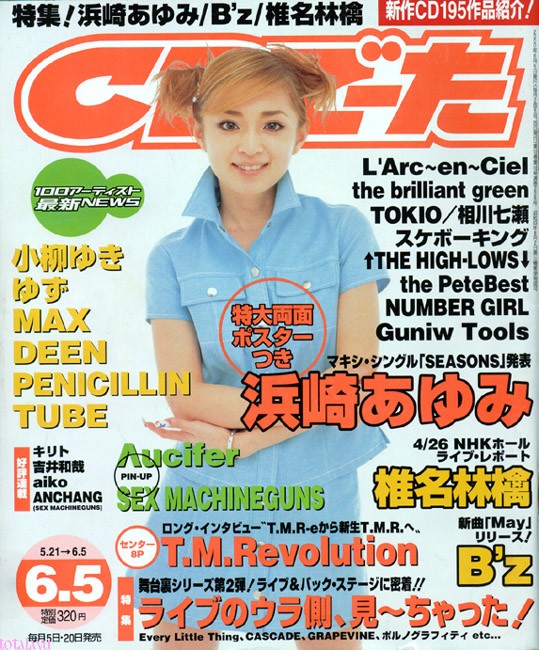 特集!浜崎あゆみ/B'z/椎名林檎
新作CD195作品紹介!
CDでーた
100アーティスト
最新NEWS
L'Arc~en~Ciel
the brilliant green
TOKIO/相川七瀬
スケボーキング
↑THE HIGH-LOWS↓
the PeteBest
NUMBER GIRL
Guniw Tools
小柳ゆき
ゆず
MAX
DEEN
PENICILLIN
TUBE
特大両面
ポスター
つき
マキシ・シングル「SEASONS」発表
浜崎あゆみ
4/26 NHKホール
ライブ・レポート
椎名林檎
新曲「May」
リリース!
B'z
好評連載
キリト
吉井和哉
aiko
ANCHANG
(SEX MACHINEGUNS)
Λucifer
PIN-UP
SEX MACHINEGUNS
ロング・インタビュー"T.M.R-eから新生T.M.R.へ"
センター
8P
T.M.Revolution
5.21→6.5
6.5
特別
定価
320円
毎月5日・20日発売
特集
舞台裏シリーズ第2弾!ライブ&バック・ステージに密着!!
ライブのウラ側、見〜ちゃった!
Every Little Thing、CASCADE、GRAPEVINE、ポルノグラフィティ etc...
totalayu